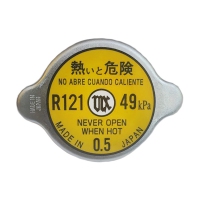 熱いと危険
NO ABRE CUANDO CALIENTE
R121 49kPa
NEVER OPEN
WHEN HOT
0.5
MADE IN JAPAN